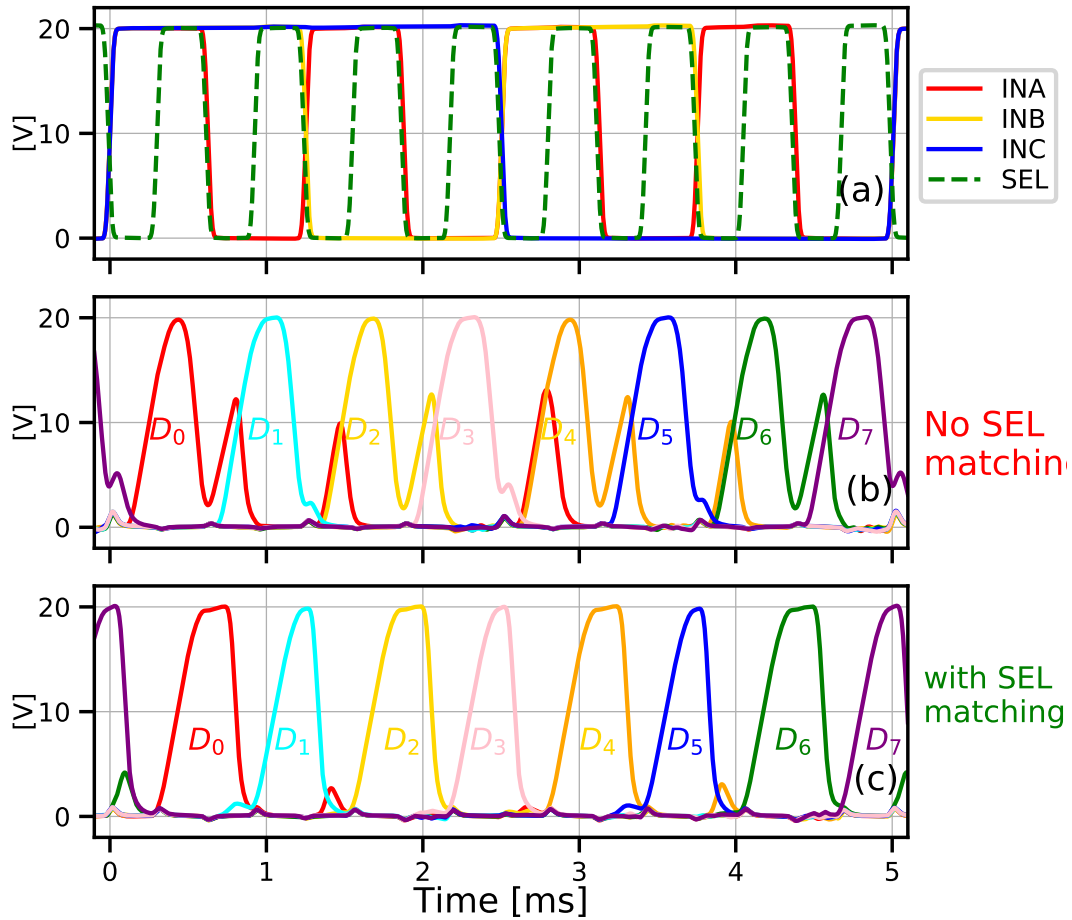 20
10
0
[V]
(a)
INA
INB
INC
SEL
20
10
0
D0
D1
D2
D3
D4
D5
D6
D7
(b)
No SEL
matchin
20
10
0
[V]
D0
D1
D2
D3
D4
D5
D6
D7
(c)
with SEL
matching
0
1
2
3
4
5
Time [ms]